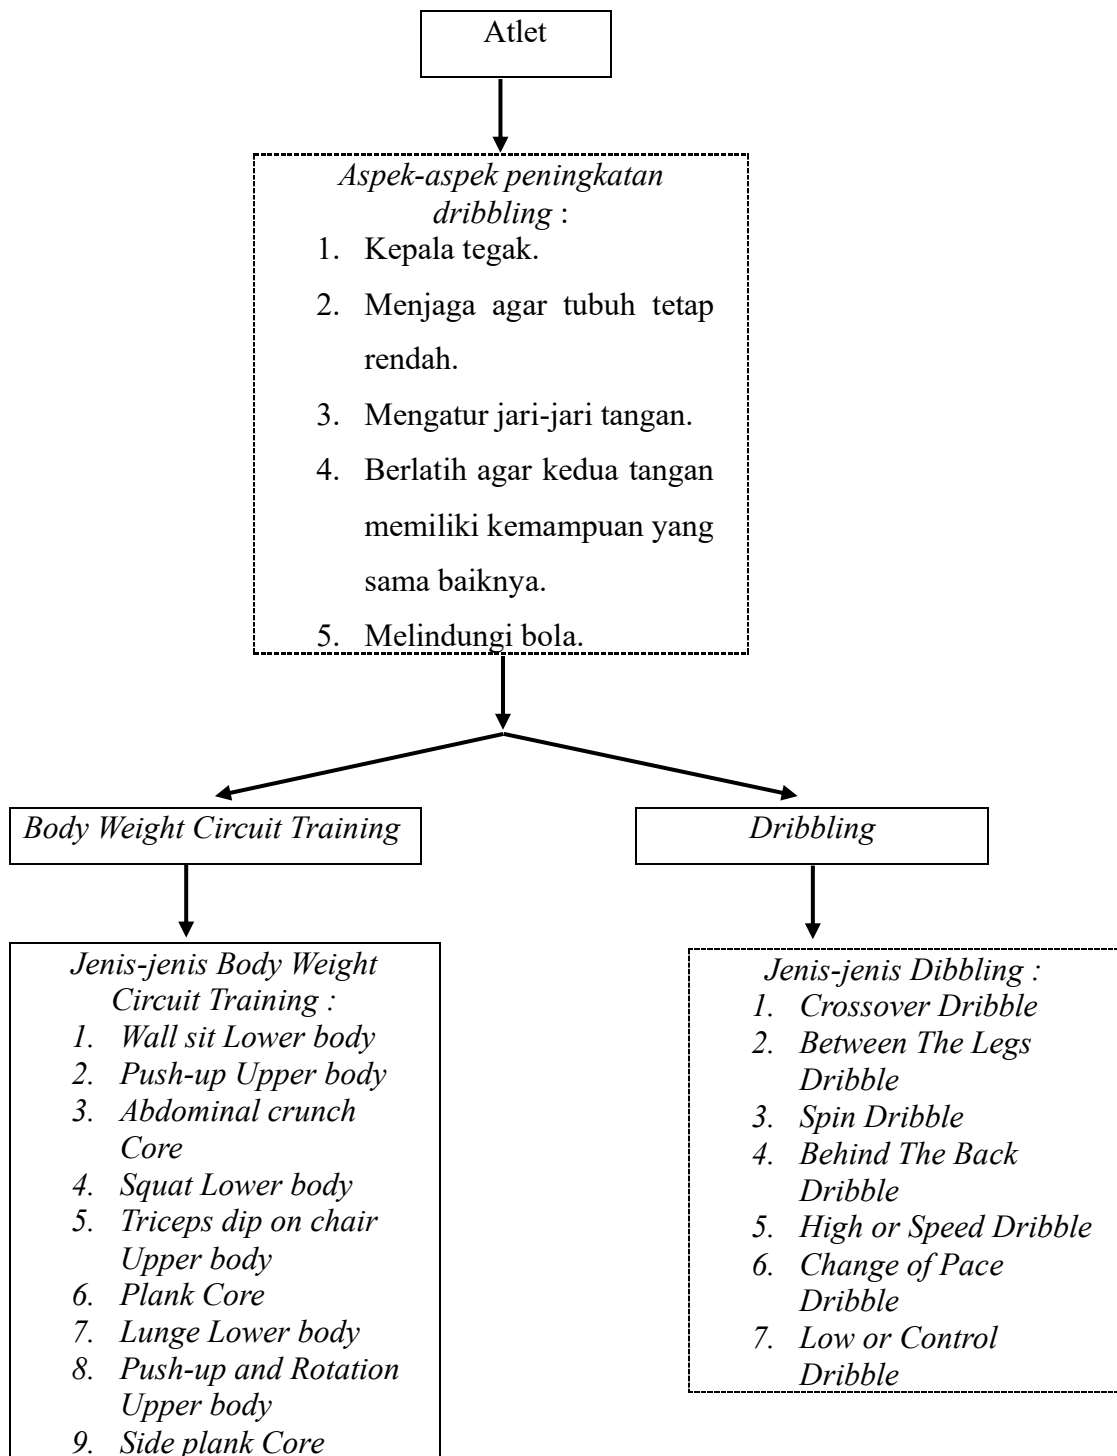 Atlet
Aspek-aspek peningkatan
dribbling :
1. Kepala tegak.
2. Menjaga agar tubuh tetap
rendah.
3. Mengatur jari-jari tangan.
4. Berlatih agar kedua tangan
memiliki kemampuan yang
sama baiknya.
5. Melindungi bola.
Body Weight Circuit Training
Dribbling
Jenis-jenis Body Weight
Circuit Training :
1. Wall sit Lower body
2. Push-up Upper body
3. Abdominal crunch
Core
4. Squat Lower body
5. Triceps dip on chair
Upper body
6. Plank Core
7. Lunge Lower body
8. Push-up and Rotation
Upper body
9. Side plank Core
Jenis-jenis Dibbling :
1. Crossover Dribble
2. Between The Legs
Dribble
3. Spin Dribble
4. Behind The Back
Dribble
5. High or Speed Dribble
6. Change of Pace
Dribble
7. Low or Control
Dribble